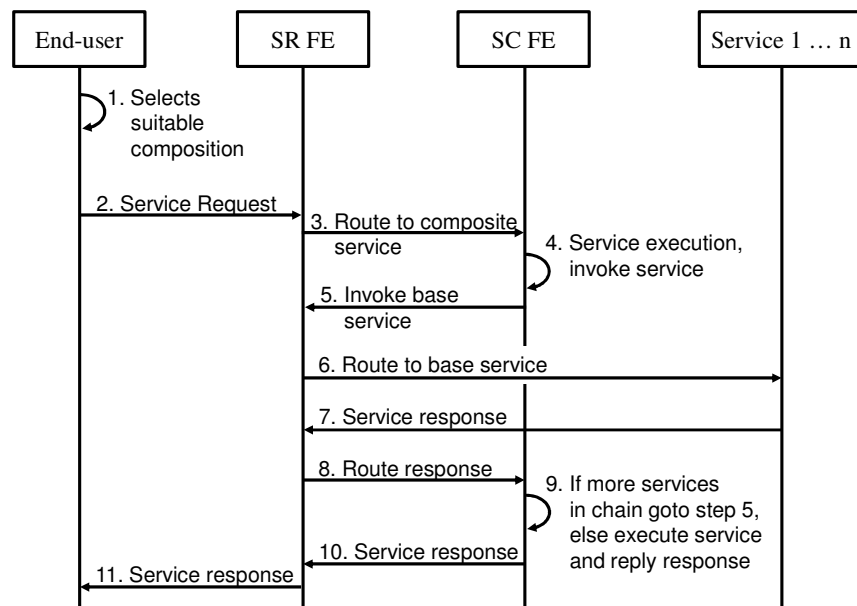 End-user
SR FE
SC FE
Service 1 … n
1. Selects
suitable
composition
2. Service Request
3. Route to composite
service
4. Service execution,
invoke service
5. Invoke base
service
6. Route to base service
7. Service response
8. Route response
9. If more services
in chain goto step 5,
else execute service
and reply response
10. Service response
11. Service response